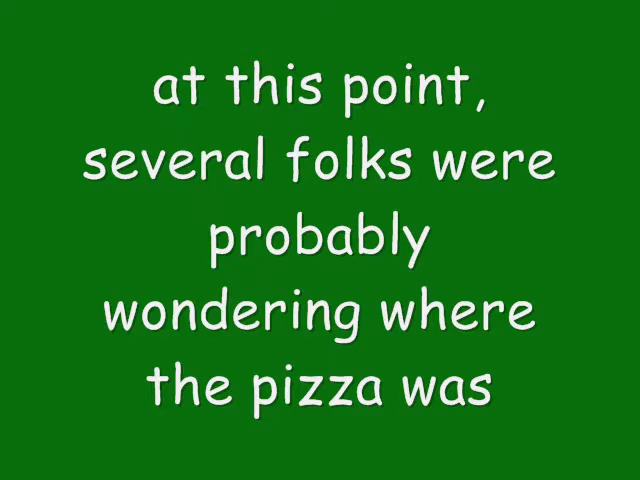 at this point,
several folks were
probably
wondering where
the pizza was